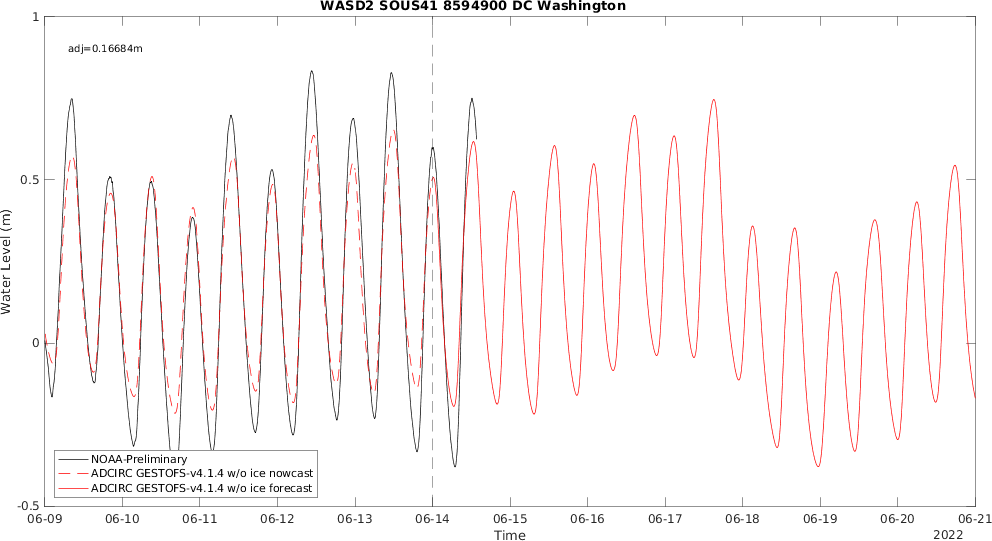 WASD2 SOUS41 8594900 DC Washington
adj=0.16684m
Water Level (m)
1
0.5
0
-0.5
NOAA-Preliminary
ADCIRC GESTOFS-v4.1.4 w/o ice nowcast
ADCIRC GESTOFS-v4.1.4 w/o ice forecast
06-09 06-10 06-11 06-12 06-13 06-14 06-15 06-16 06-17 06-18 06-19 06-20 06-21
Time
2022